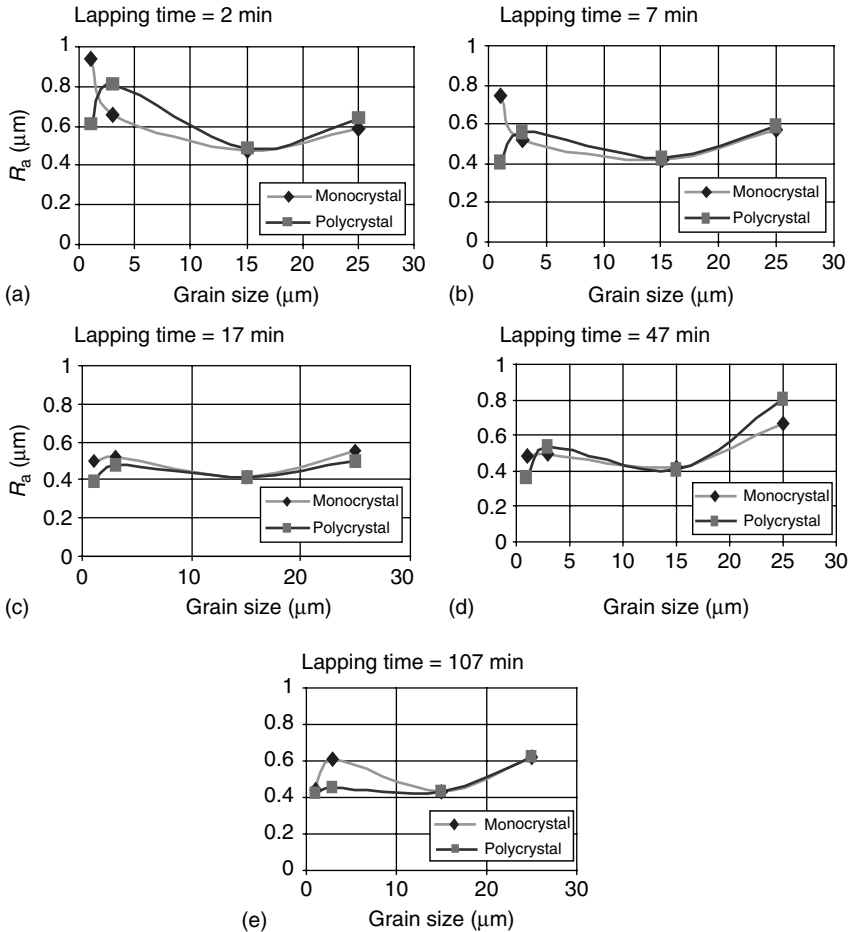 Lapping time = 2 min
1
0.8
0.6
0.4
0.2
0
R_a (μm)
Monocrystal
Polycrystal
0 5 10 15 20 25 30
(a)
Grain size (μm)
Lapping time = 7 min
1
0.8
0.6
0.4
0.2
0
Monocrystal
Polycrystal
0 5 10 15 20 25 30
(b)
Grain size (μm)
Lapping time = 17 min
1
0.8
0.6
0.4
0.2
0
R_a (μm)
Monocrystal
Polycrystal
0 10 20 30
(c)
Grain size (μm)
Lapping time = 47 min
1
0.8
0.6
0.4
0.2
0
Monocrystal
Polycrystal
0 5 10 15 20 25 30
(d)
Grain size (μm)
Lapping time = 107 min
1
0.8
0.6
0.4
0.2
0
Monocrystal
Polycrystal
0 10 20 30
(e)
Grain size (μm)